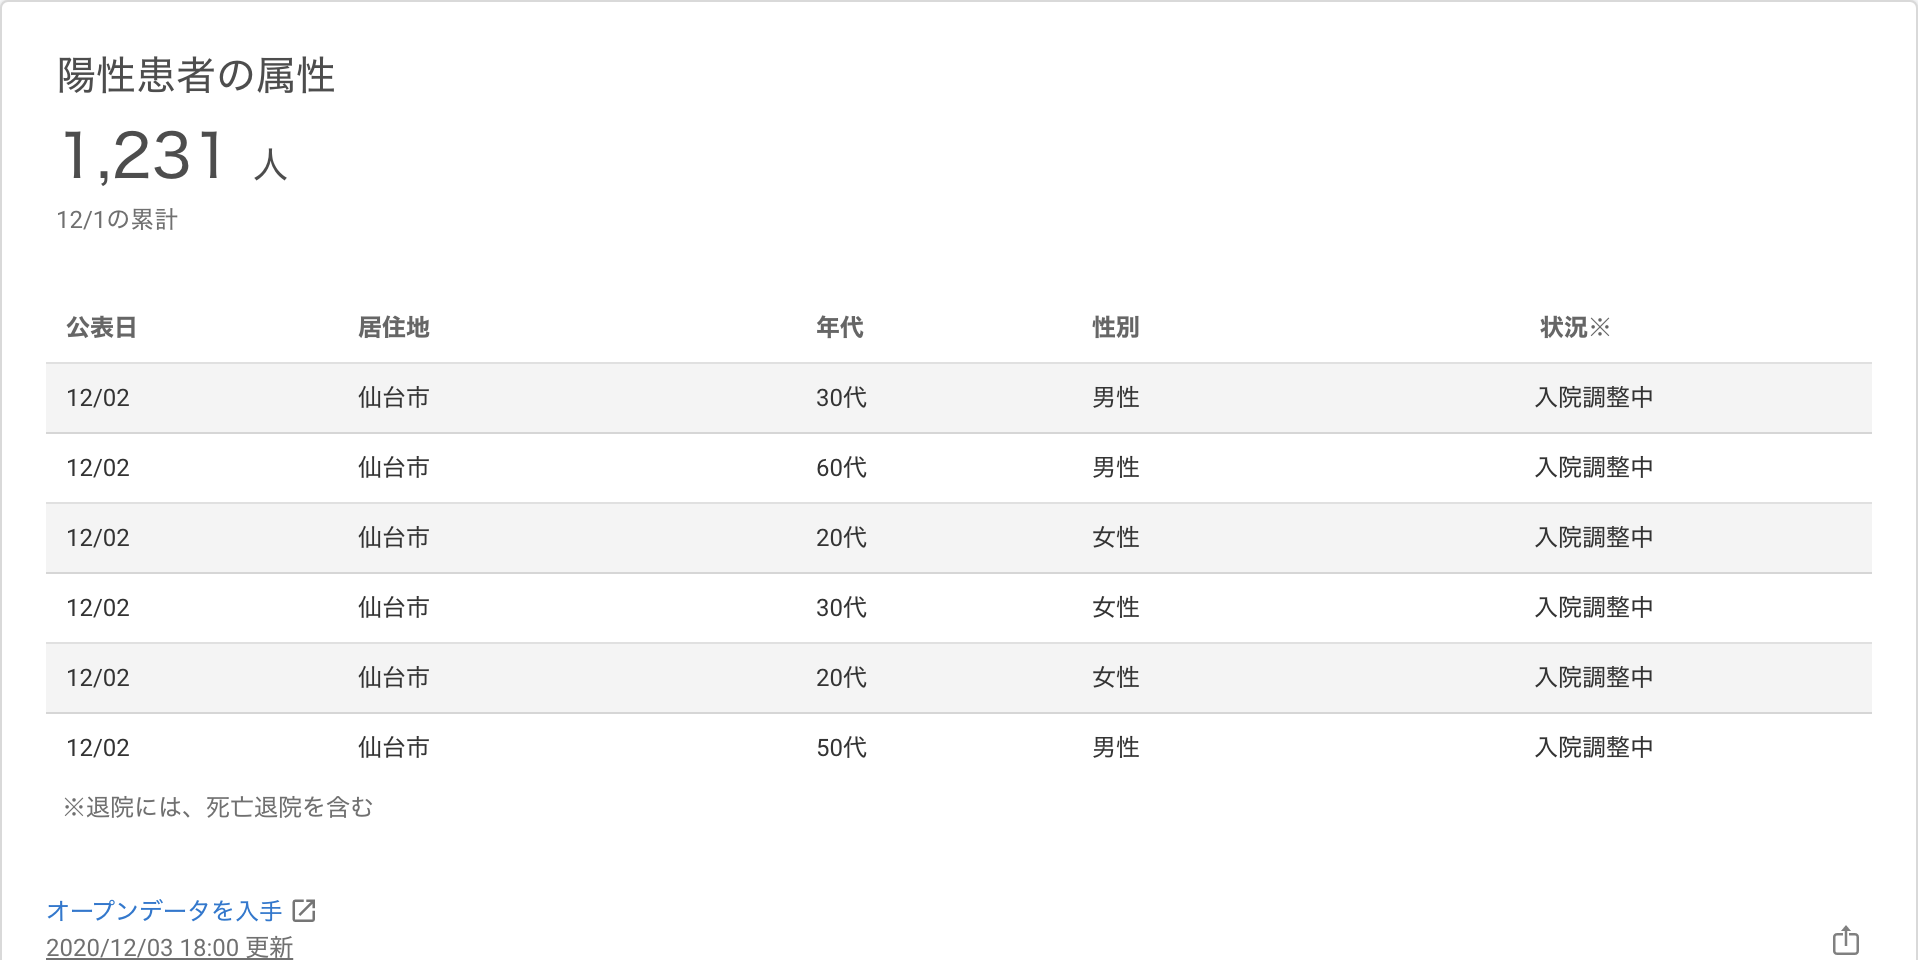 陽性患者の属性
1,231 人
12/1の累計
公表日 居住地 年代 性別 状況※
12/02 仙台市 30代 男性 入院調整中
12/02 仙台市 60代 男性 入院調整中
12/02 仙台市 20代 女性 入院調整中
12/02 仙台市 30代 女性 入院調整中
12/02 仙台市 20代 女性 入院調整中
12/02 仙台市 50代 男性 入院調整中
※退院には、死亡退院を含む
オープンデータを入手
2020/12/03 18:00 更新